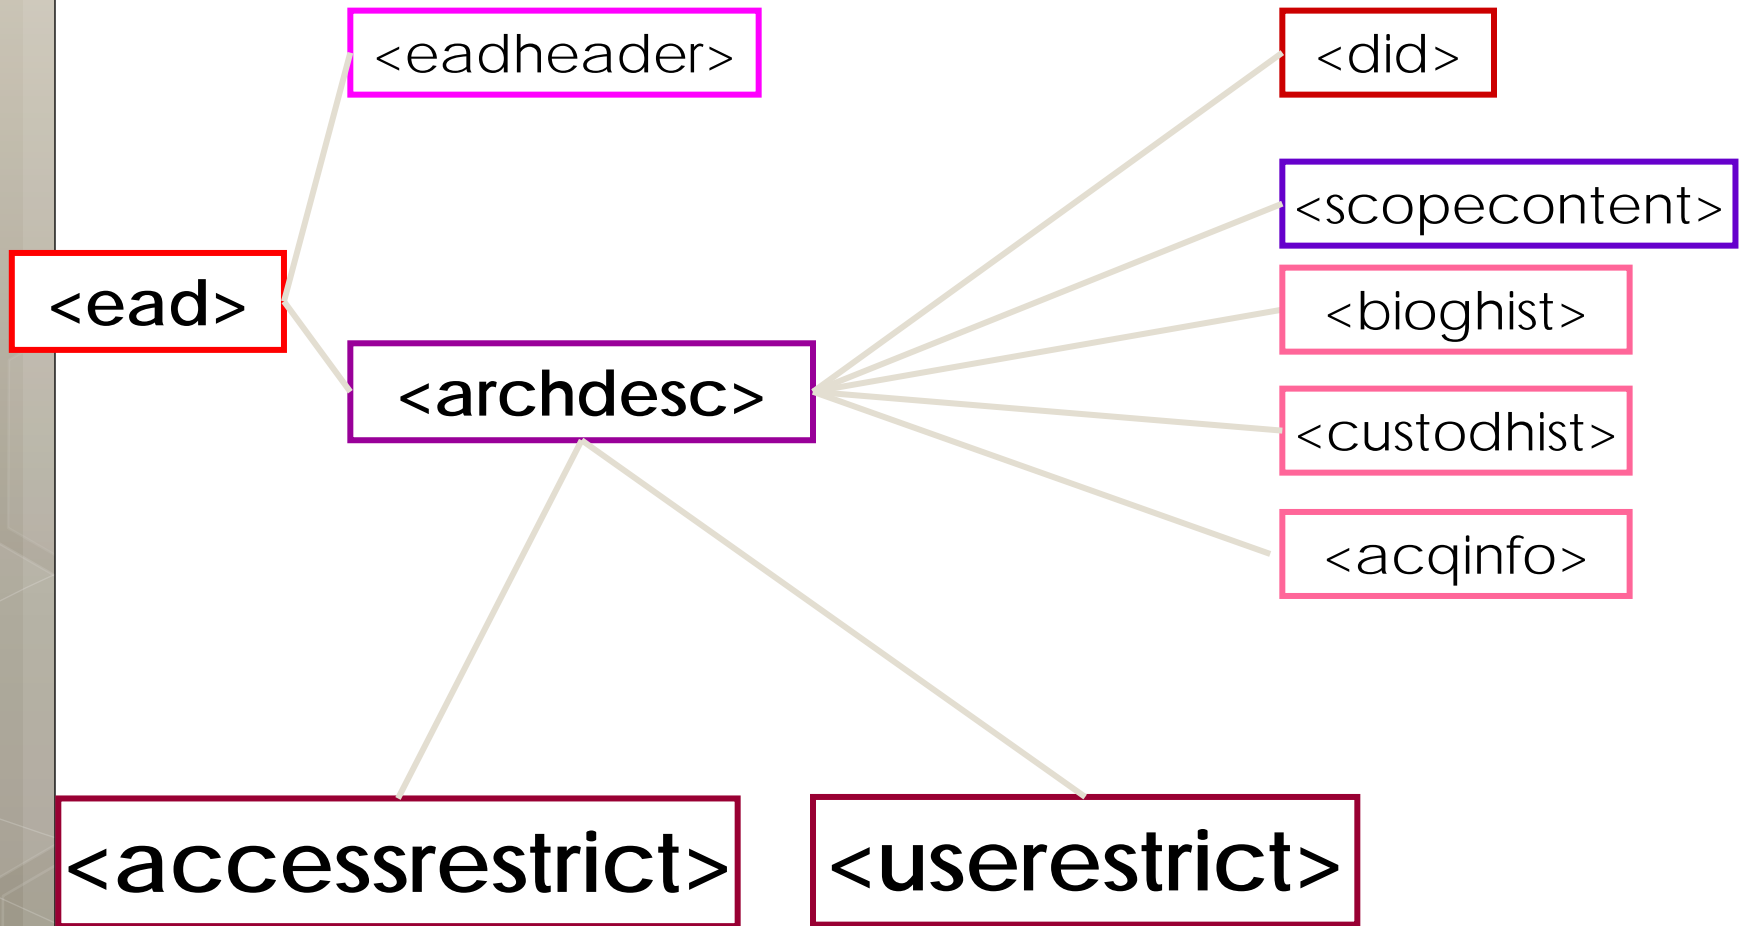 <eadheader>
<did>
<scopecontent>
<ead>
<bioghist>
<archdesc>
<custodhist>
<acqinfo>
<accessrestrict>
<userestrict>